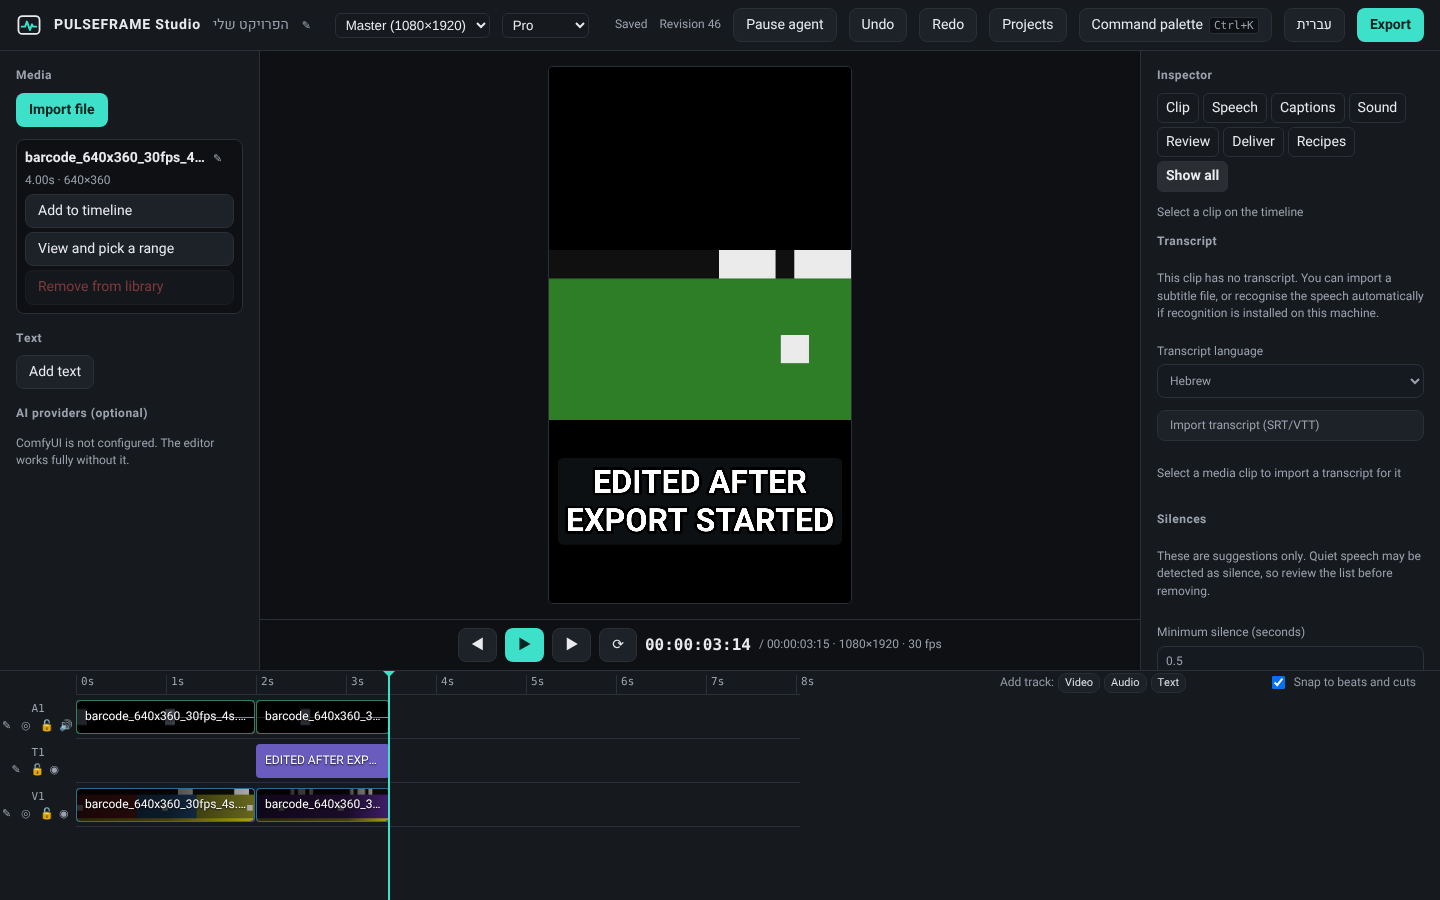 PULSEFRAME Studio הפרויקט שלי Master (1080×1920) Pro Saved Revision 46 Pause agent Undo Redo Projects Command palette Ctrl+K עברית Export
Media
Import file
barcode_640x360_30fps_4...
4.00s · 640×360
Add to timeline
View and pick a range
Remove from library
Text
Add text
AI providers (optional)
ComfyUI is not configured. The editor
works fully without it.
EDITED AFTER
EXPORT STARTED
00:00:03:14 / 00:00:03:15 · 1080×1920 · 30 fps
Inspector
Clip Speech Captions Sound
Review Deliver Recipes
Show all
Select a clip on the timeline
Transcript
This clip has no transcript. You can import a
subtitle file, or recognise the speech automatically
if recognition is installed on this machine.
Transcript language
Hebrew
Import transcript (SRT/VTT)
Select a media clip to import a transcript for it
Silences
These are suggestions only. Quiet speech may be
detected as silence, so review the list before
removing.
Minimum silence (seconds)
0.5
0s 1s 2s 3s 4s 5s 6s 7s 8s
Add track: Video Audio Text Snap to beats and cuts
A1
barcode_640x360_30fps_4s.... barcode_640x360_3...
T1
EDITED AFTER EXP...
V1
barcode_640x360_30fps_4s.... barcode_640x360_3...